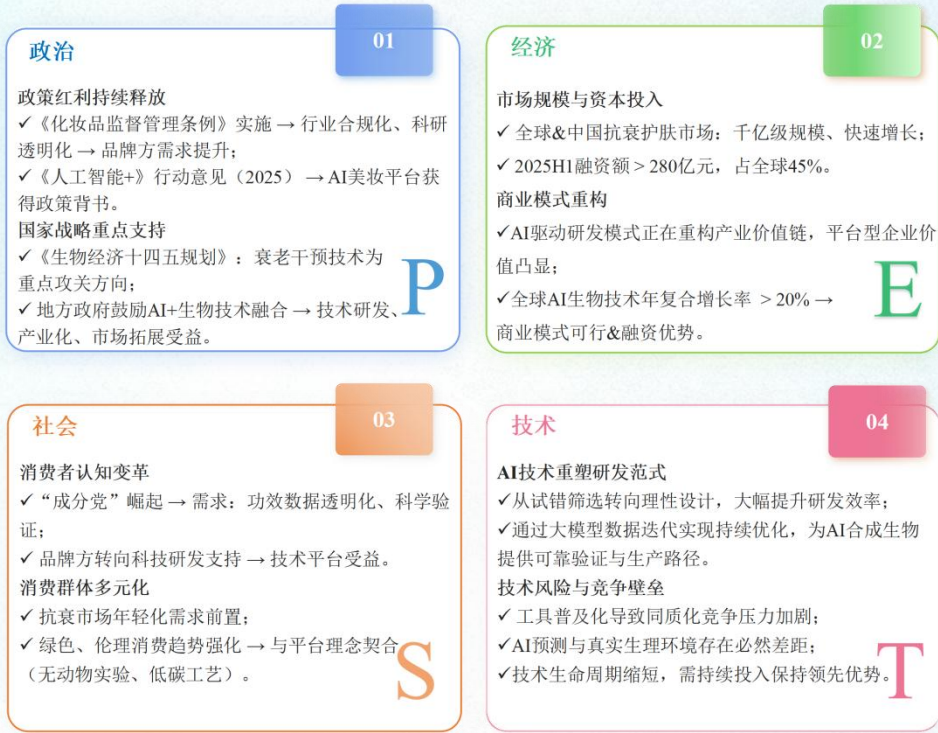 政治
01
政策红利持续释放
✓《化妆品监督管理条例》实施 → 行业合规化、科研
透明化 → 品牌方需求提升；
✓《人工智能+》行动意见（2025） → AI美妆平台获
得政策背书。
国家战略重点支持
✓《生物经济十四五规划》：衰老干预技术为
重点攻关方向；
✓ 地方政府鼓励AI+生物技术融合 → 技术研发、
产业化、市场拓展受益。
P
经济
02
市场规模与资本投入
✓ 全球&中国抗衰护肤市场：千亿级规模、快速增长；
✓ 2025H1融资额 > 280亿元，占全球45%。
商业模式重构
✓AI驱动研发模式正在重构产业价值链，平台型企业价
值凸显；
✓全球AI生物技术年复合增长率 > 20% →
商业模式可行&融资优势。
E
社会
03
消费者认知变革
✓ “成分党”崛起 → 需求：功效数据透明化、科学验
证；
✓ 品牌方转向科技研发支持 → 技术平台受益。
消费群体多元化
✓ 抗衰市场年轻化需求前置；
✓ 绿色、伦理消费趋势强化 → 与平台理念契合
（无动物实验、低碳工艺）。
S
技术
04
AI技术重塑研发范式
✓从试错筛选转向理性设计，大幅提升研发效率；
✓通过大模型数据迭代实现持续优化，为AI合成生物
提供可靠验证与生产路径。
技术风险与竞争壁垒
✓ 工具普及化导致同质化竞争压力加剧；
✓AI预测与真实生理环境存在必然差距；
✓技术生命周期缩短，需持续投入保持领先优势。
T